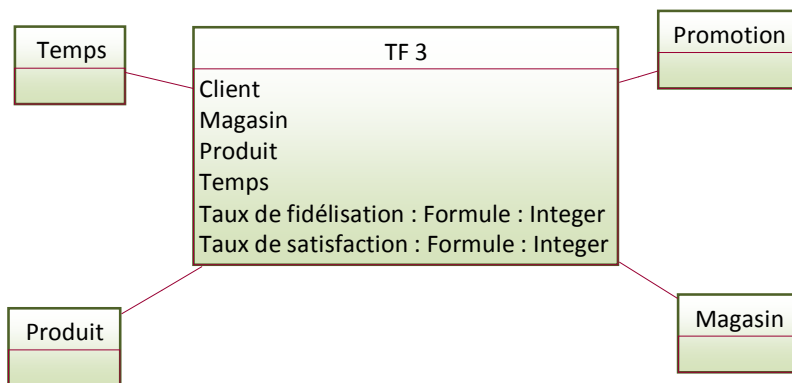 Temps
TF 3
Promotion
Client
Magasin
Produit
Temps
Taux de fidélisation : Formule : Integer
Taux de satisfaction : Formule : Integer
Produit
Magasin